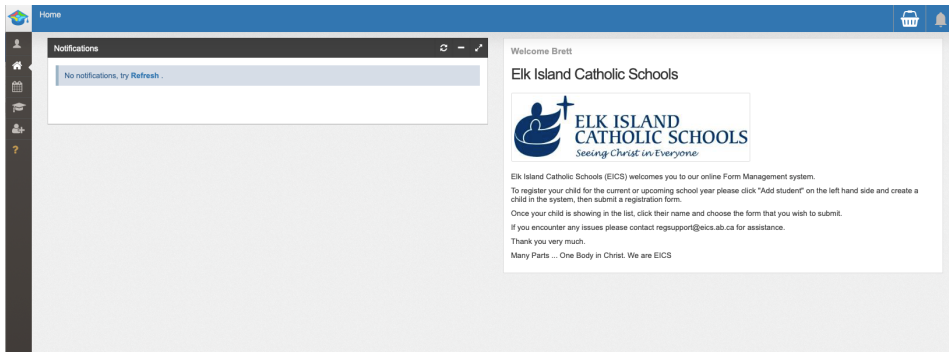 Home
Notifications
No notifications, try Refresh .
?
Welcome Brett
Elk Island Catholic Schools
ELK ISLAND
CATHOLIC SCHOOLS
Seeing Christ in Everyone
Elk Island Catholic Schools (EICS) welcomes you to our online Form Management system.
To register your child for the current or upcoming school year please click "Add student" on the left hand side and create a
child in the system, then submit a registration form.
Once your child is showing in the list, click their name and choose the form that you wish to submit.
If you encounter any issues please contact regsupport@eics.ab.ca for assistance.
Thank you very much.
Many Parts ... One Body in Christ. We are EICS